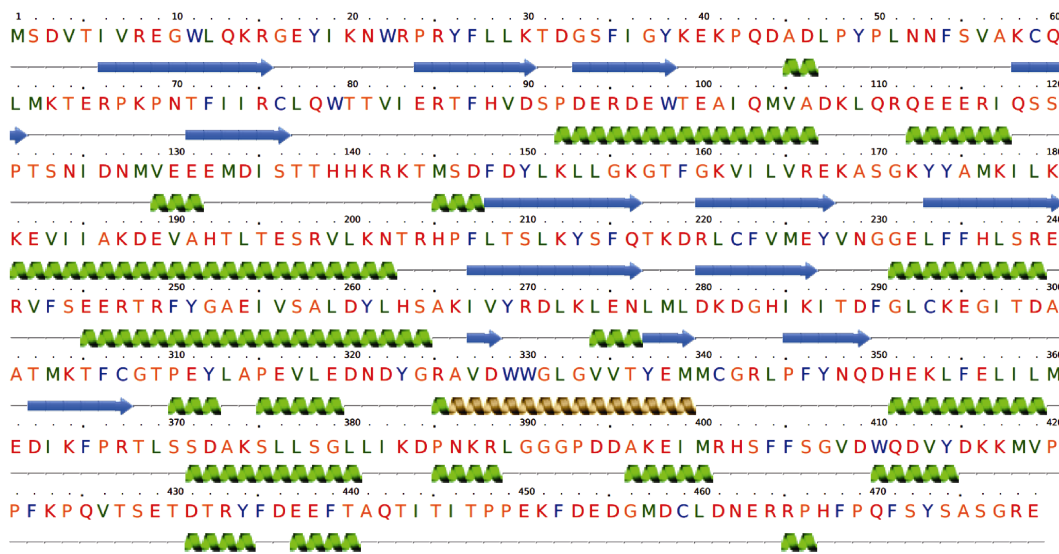 1 10 20 30 40 50 60
MSDVTIVREGWLQKRGEYIKNWRPRYFLLKTDGSFIGYKEKPQDADLPYPLNNFSVAKCQ
70 80 90 100 110 120
LMKTERPKPNTFIIRCLQWTTVIERTFHVDSPDERDEWTEAIQMVADKLQRQEEERIQSS
130 140 150 160 170 180
PTSNIDNMVEEEMDISTTHHKRKTMSDFDYLKLLGKGTFGKVILVREKASGKYYAMKILK
190 200 210 220 230 240
KEVIIAKDEVAHTLTESRVLKNTRHPFLTSLKYSFQTKDRLCFVMEYVNGGELFFHLSRE
250 260 270 280 290 300
RVFSEERTRFYGAEIVSALDYLHSAKIVYRDLKLENLMLDKDGHIKITDFGLCKEGITDA
310 320 330 340 350 360
ATMKTFCGTPEYLAPEVLEDNDYGRAVDWWGLGVVTYEMMCGRLPFYNQDHEKLFELILM
370 380 390 400 410 420
EDIKFPRTLSSDAKSLLSGLLIKDPNKRLGGGPDDAKEIMRHSFFSGVDWQDVYDKKMVP
430 440 450 460 470
PFKPQVTSETDTRYFDEEFTAQTITITPPEKFDEDGMDCLDNERRPHFPQFSYSASGRE